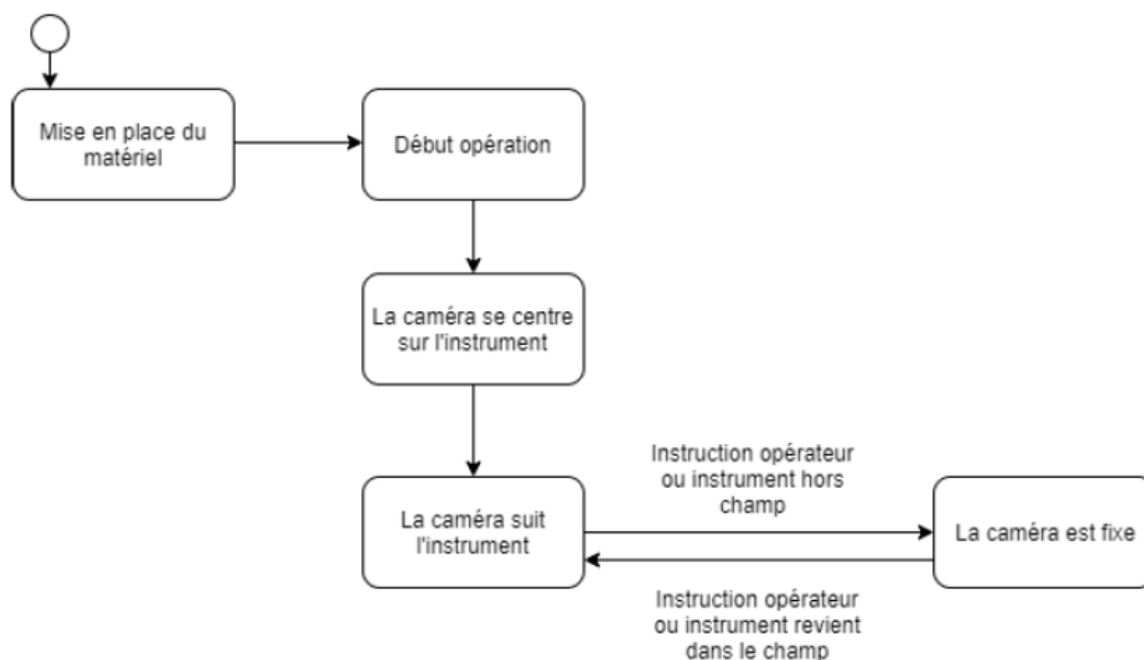 Mise en place du
matériel
Début opération
La caméra se centre
sur l'instrument
Instruction opérateur
ou instrument hors
champ
La caméra suit
l'instrument
La caméra est fixe
Instruction opérateur
ou instrument revient
dans le champ